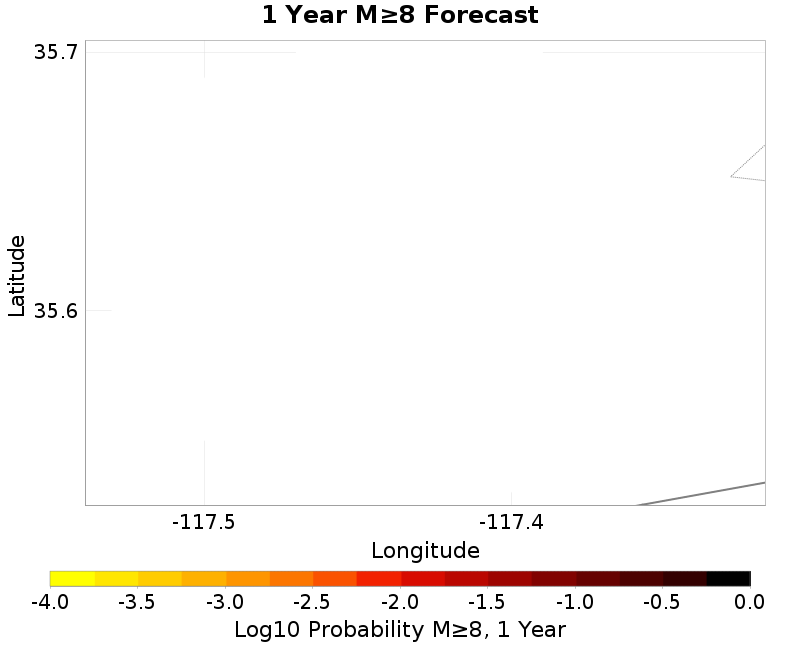 1 Year M≥8 Forecast
35.7
35.6
Latitude
-117.5 -117.4
Longitude
-4.0 -3.5 -3.0 -2.5 -2.0 -1.5 -1.0 -0.5 0.0
Log10 Probability M≥8, 1 Year